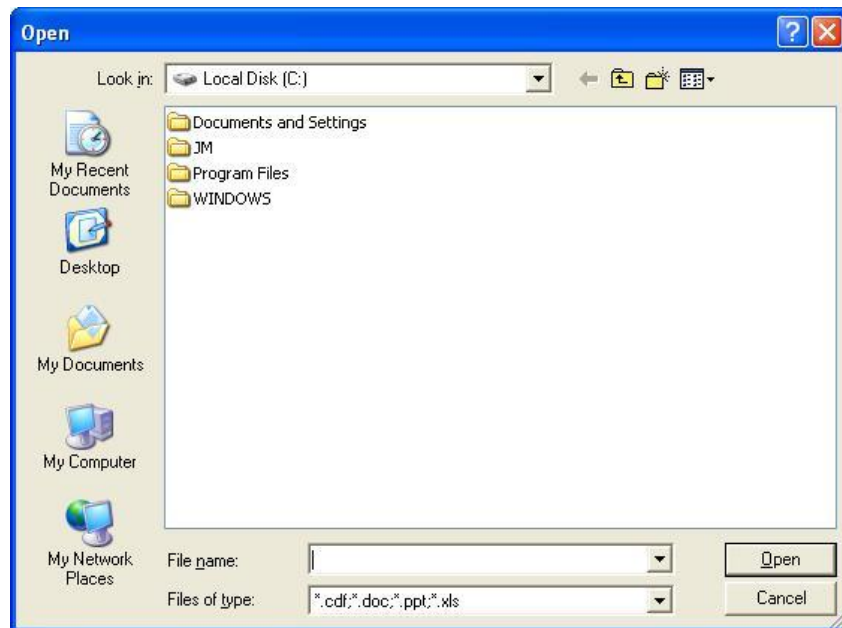 Open
Look in: Local Disk (C:)
Documents and Settings
JM
Program Files
WINDOWS
My Recent
Documents
Desktop
My Documents
My Computer
My Network
Places
File name:
Open
Files of type: *.cdf;*.doc;*.ppt;*.xls
Cancel